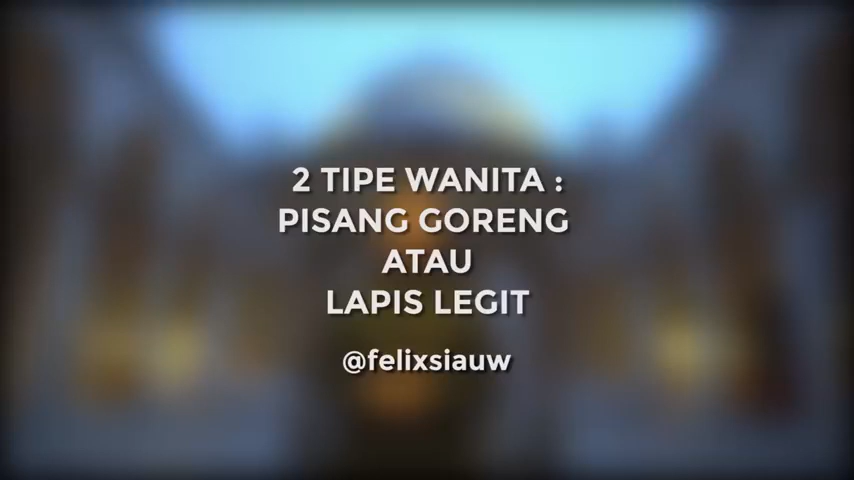 2 TIPE WANITA :
PISANG GORENG
ATAU
LAPIS LEGIT
@felixsiauw